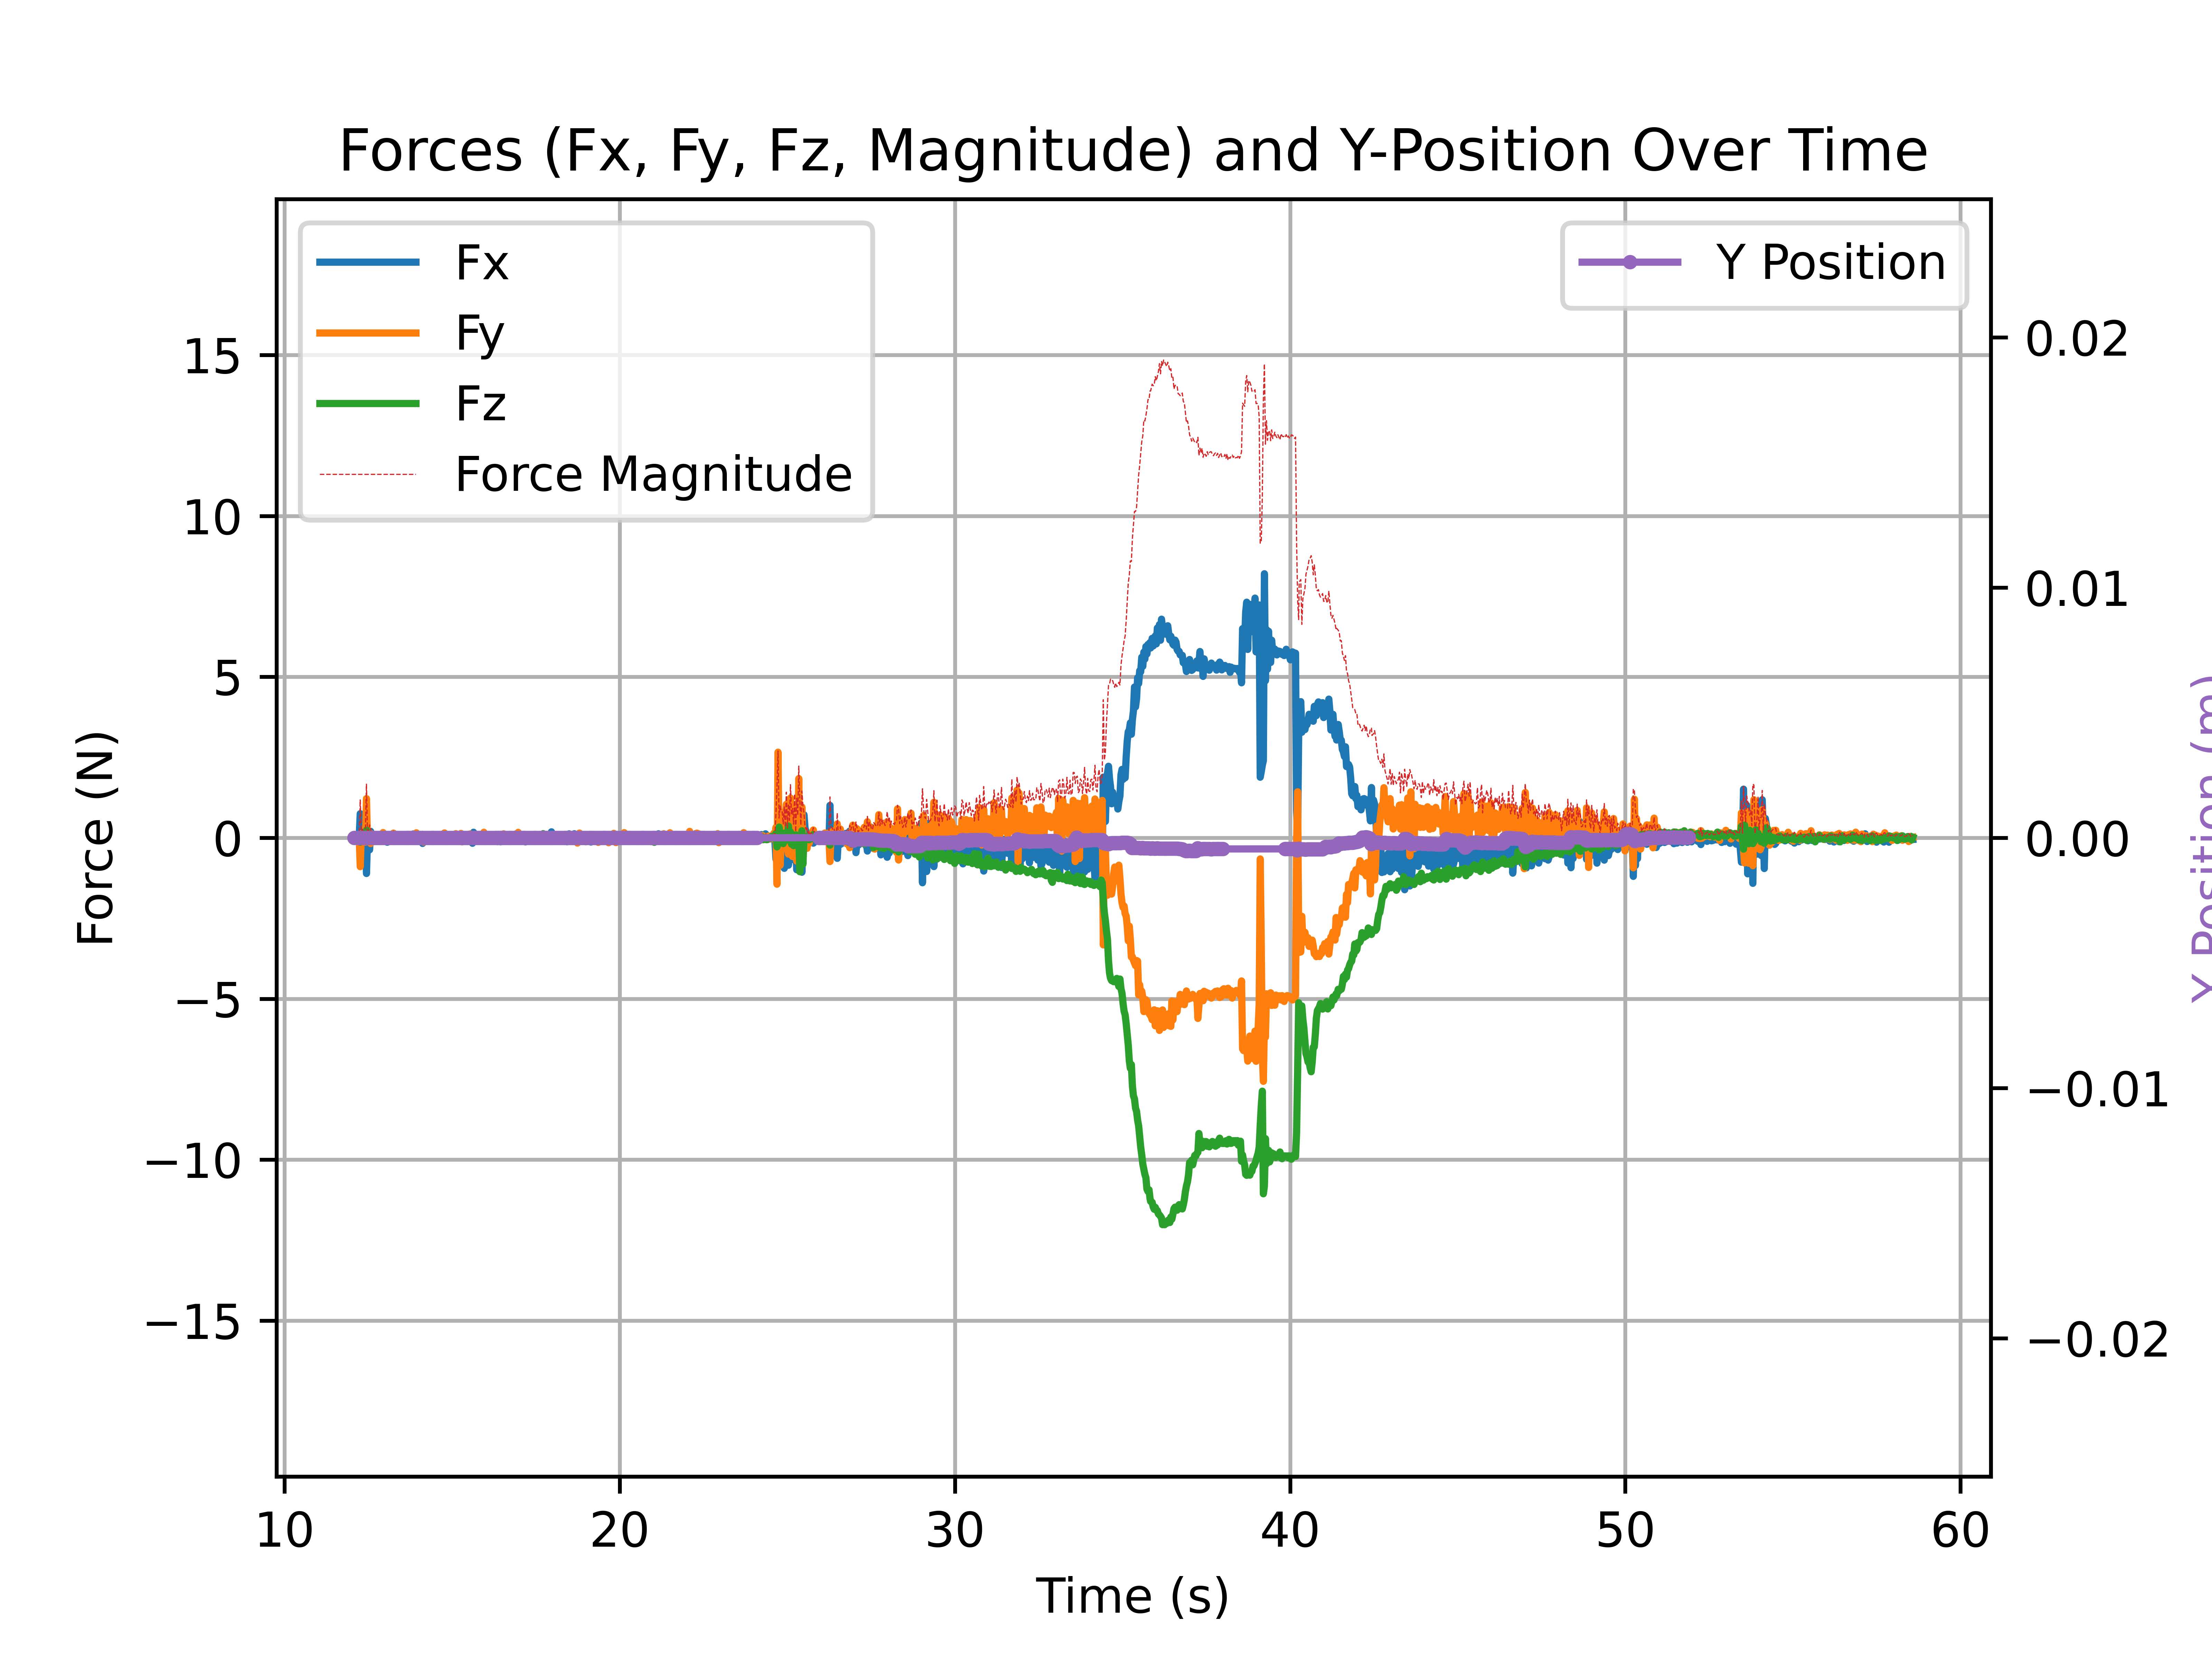 Forces (Fx, Fy, Fz, Magnitude) and Y-Position Over Time
Fx
Fy
Fz
Force Magnitude
Y Position
15
10
5
0
−5
−10
−15
Force (N)
0.02
0.01
0.00
−0.01
−0.02
Y Position (m)
10 20 30 40 50 60
Time (s)